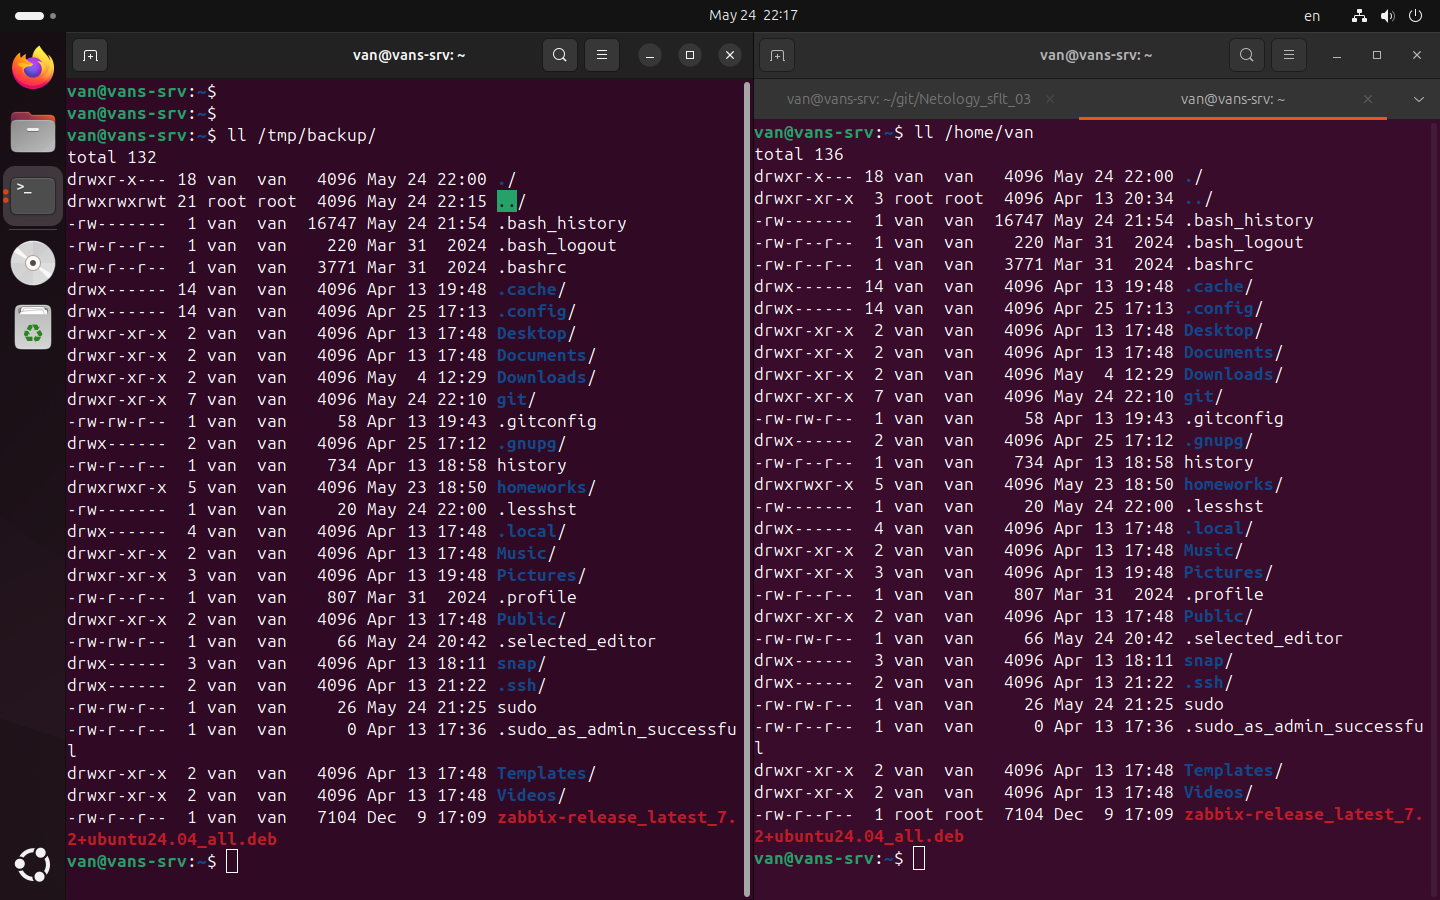 May 24 22:17
en
van@vans-srv: ~
van@vans-srv:~$
van@vans-srv:~$
van@vans-srv:~$ ll /tmp/backup/
total 132
drwxr-x--- 18 van  van   4096 May 24 22:00 ./
drwxrwxrwt 21 root root  4096 May 24 22:15 ../
-rw-------  1 van  van  16747 May 24 21:54 .bash_history
-rw-r--r--  1 van  van    220 Mar 31  2024 .bash_logout
-rw-r--r--  1 van  van   3771 Mar 31  2024 .bashrc
drwx------ 14 van  van   4096 Apr 13 19:48 .cache/
drwx------ 14 van  van   4096 Apr 25 17:13 .config/
drwxr-xr-x  2 van  van   4096 Apr 13 17:48 Desktop/
drwxr-xr-x  2 van  van   4096 Apr 13 17:48 Documents/
drwxr-xr-x  2 van  van   4096 May  4 12:29 Downloads/
drwxr-xr-x  7 van  van   4096 May 24 22:10 git/
-rw-rw-r--  1 van  van     58 Apr 13 19:43 .gitconfig
drwx------  2 van  van   4096 Apr 25 17:12 .gnupg/
-rw-r--r--  1 van  van    734 Apr 13 18:58 history
drwxrwxr-x  5 van  van   4096 May 23 18:50 homeworks/
-rw-------  1 van  van     20 May 24 22:00 .lesshst
drwx------  4 van  van   4096 Apr 13 17:48 .local/
drwxr-xr-x  2 van  van   4096 Apr 13 17:48 Music/
drwxr-xr-x  3 van  van   4096 Apr 13 19:48 Pictures/
-rw-r--r--  1 van  van    807 Mar 31  2024 .profile
drwxr-xr-x  2 van  van   4096 Apr 13 17:48 Public/
-rw-rw-r--  1 van  van     66 May 24 20:42 .selected_editor
drwx------  3 van  van   4096 Apr 13 18:11 snap/
drwx------  2 van  van   4096 Apr 13 21:22 .ssh/
-rw-rw-r--  1 van  van     26 May 24 21:25 sudo
-rw-r--r--  1 van  van      0 Apr 13 17:36 .sudo_as_admin_successfu
l
drwxr-xr-x  2 van  van   4096 Apr 13 17:48 Templates/
drwxr-xr-x  2 van  van   4096 Apr 13 17:48 Videos/
-rw-r--r--  1 van  van   7104 Dec  9 17:09 zabbix-release_latest_7.
2+ubuntu24.04_all.deb
van@vans-srv:~$
van@vans-srv: ~
van@vans-srv: ~/git/Netology_sflt_03
van@vans-srv: ~
van@vans-srv:~$ ll /home/van
total 136
drwxr-x--- 18 van  van   4096 May 24 22:00 ./
drwxr-xr-x  3 root root  4096 Apr 13 20:34 ../
-rw-------  1 van  van  16747 May 24 21:54 .bash_history
-rw-r--r--  1 van  van    220 Mar 31  2024 .bash_logout
-rw-r--r--  1 van  van   3771 Mar 31  2024 .bashrc
drwx------ 14 van  van   4096 Apr 13 19:48 .cache/
drwx------ 14 van  van   4096 Apr 25 17:13 .config/
drwxr-xr-x  2 van  van   4096 Apr 13 17:48 Desktop/
drwxr-xr-x  2 van  van   4096 Apr 13 17:48 Documents/
drwxr-xr-x  2 van  van   4096 May  4 12:29 Downloads/
drwxr-xr-x  7 van  van   4096 May 24 22:10 git/
-rw-rw-r--  1 van  van     58 Apr 13 19:43 .gitconfig
drwx------  2 van  van   4096 Apr 25 17:12 .gnupg/
-rw-r--r--  1 van  van    734 Apr 13 18:58 history
drwxrwxr-x  5 van  van   4096 May 23 18:50 homeworks/
-rw-------  1 van  van     20 May 24 22:00 .lesshst
drwx------  4 van  van   4096 Apr 13 17:48 .local/
drwxr-xr-x  2 van  van   4096 Apr 13 17:48 Music/
drwxr-xr-x  3 van  van   4096 Apr 13 19:48 Pictures/
-rw-r--r--  1 van  van    807 Mar 31  2024 .profile
drwxr-xr-x  2 van  van   4096 Apr 13 17:48 Public/
-rw-rw-r--  1 van  van     66 May 24 20:42 .selected_editor
drwx------  3 van  van   4096 Apr 13 18:11 snap/
drwx------  2 van  van   4096 Apr 13 21:22 .ssh/
-rw-rw-r--  1 van  van     26 May 24 21:25 sudo
-rw-r--r--  1 van  van      0 Apr 13 17:36 .sudo_as_admin_successfu
l
drwxr-xr-x  2 van  van   4096 Apr 13 17:48 Templates/
drwxr-xr-x  2 van  van   4096 Apr 13 17:48 Videos/
-rw-r--r--  1 root root  7104 Dec  9 17:09 zabbix-release_latest_7.
2+ubuntu24.04_all.deb
van@vans-srv:~$